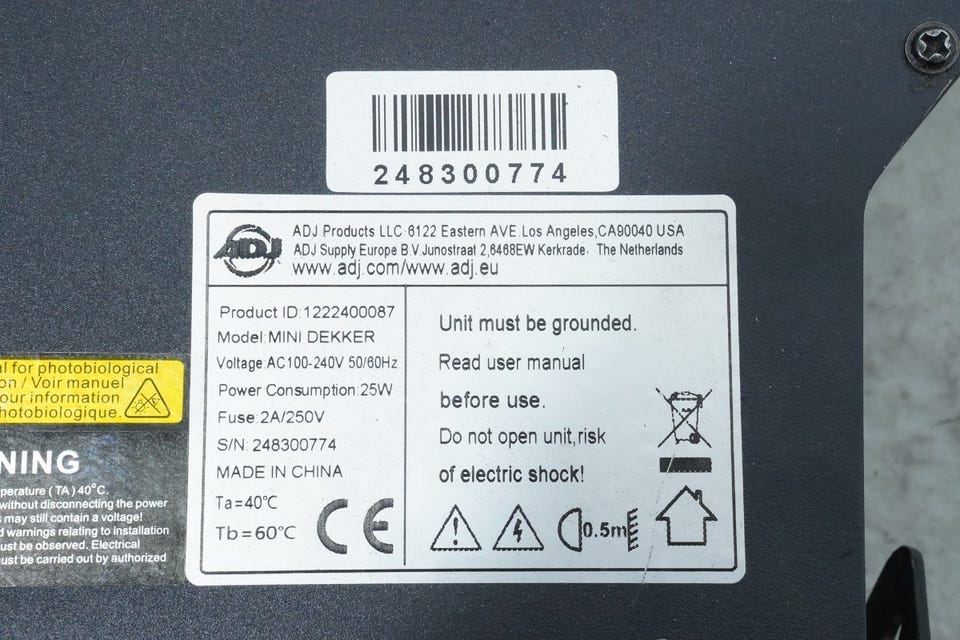 248300774
ADJ
ADJ Products LLC 6122 Eastern AVE.Los Angeles,CA90040 USA
ADJ Supply Europe B.V.Junostraat 2,6468EW Kerkrade. The Netherlands
www.adj.com/www.adj.eu
Product ID:1222400087
Model:MINI DEKKER
Voltage:AC100-240V 50/60Hz
Power Consumption:25W
Fuse:2A/250V
S/N: 248300774
MADE IN CHINA
Ta=40℃
Tb=60℃
CE
Unit must be grounded.
Read user manual
before use.
Do not open unit,risk
of electric shock!
0.5m
al for photobiological
on / Voir manuel
our information
hotobiologique.
NING
perature (TA) 40°C.
without disconnecting the power
s may still contain a voltage!
d warnings relating to installation
ust be observed. Electrical
ust be carried out by authorized